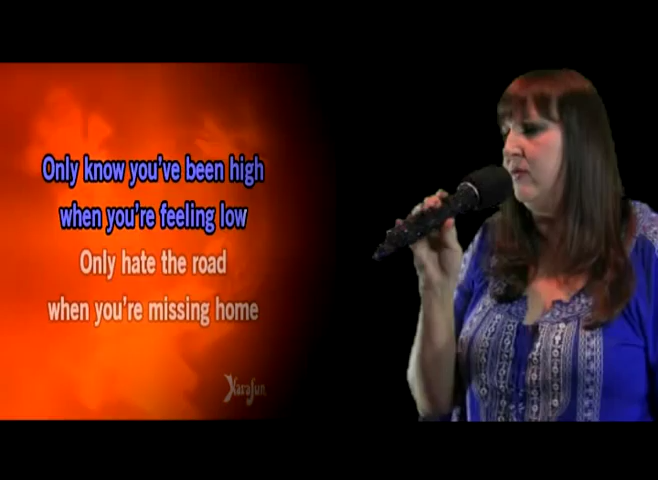 Only know you've been high
when you're feeling low
Only hate the road
when you're missing home
KaraFun